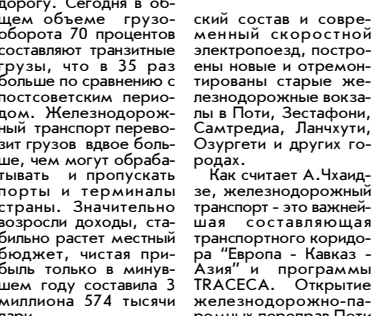 дорогу. Сегодня в об-
щем объеме грузо-
оборота 70 процентов
составляют транзитные
грузы, что в 35 раз
больше по сравнению с
постсоветским перио-
дом. Железнодорож-
ный транспорт перево-
зит грузов вдвое боль-
ше, чем могут обраба-
тывать и пропускать
порты и терминалы
страны. Значительно
возросли доходы, ста-
бильно растет местный
бюджет, чистая при-
быль только в минув-
шем году составила 3
миллиона 574 тысячи
лари.
ский состав и совре-
менный скоростной
электропоезд, постро-
ены новые и отремон-
тированы старые же-
лезнодорожные вокза-
лы в Поти, Зестафони,
Самтредиа, Ланчхути,
Озургети и других го-
родах.
Как считает А.Чхаид-
зе, железнодорожный
транспорт - это важней-
шая составляющая
транспортного коридо-
ра "Европа - Кавказ -
Азия" и программы
TRACECA. Открытие
железнодорожно-па-
ромных переправ Поти